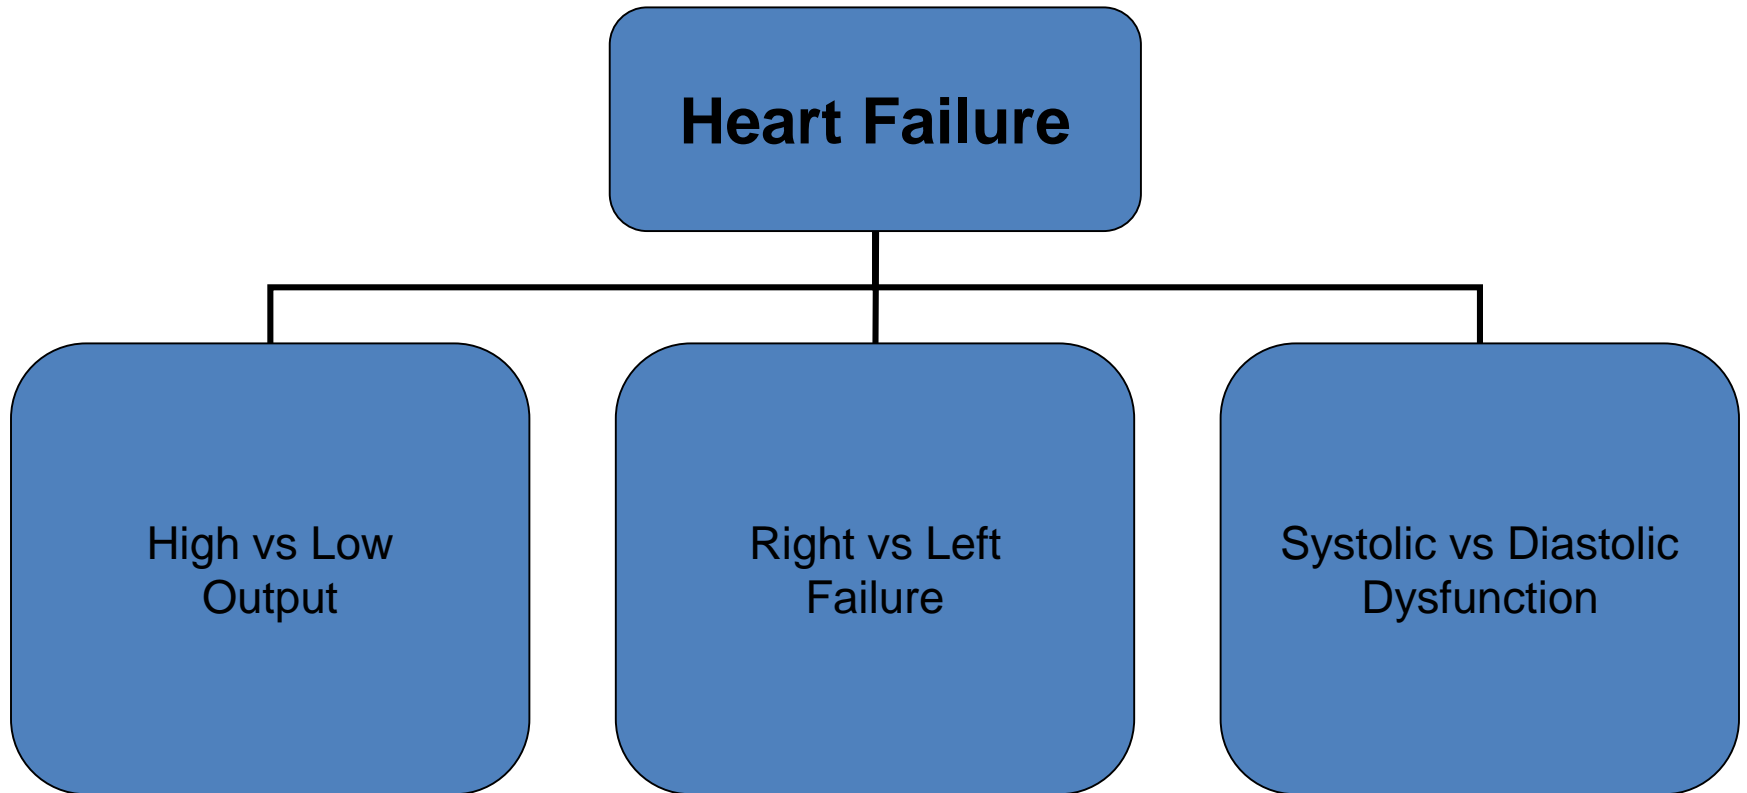 Heart Failure
High vs Low
Output
Right vs Left
Failure
Systolic vs Diastolic
Dysfunction